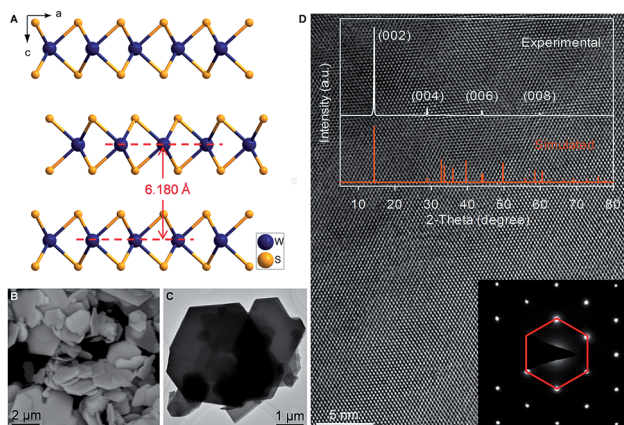 A
a
c
6.180 Å
W
S
B
2 μm
C
1 μm
D
(002)
Experimental
(004)
(006)
(008)
Intensity (a.u.)
Simulated
10 20 30 40 50 60 70 80
2-Theta (degree)
5 nm